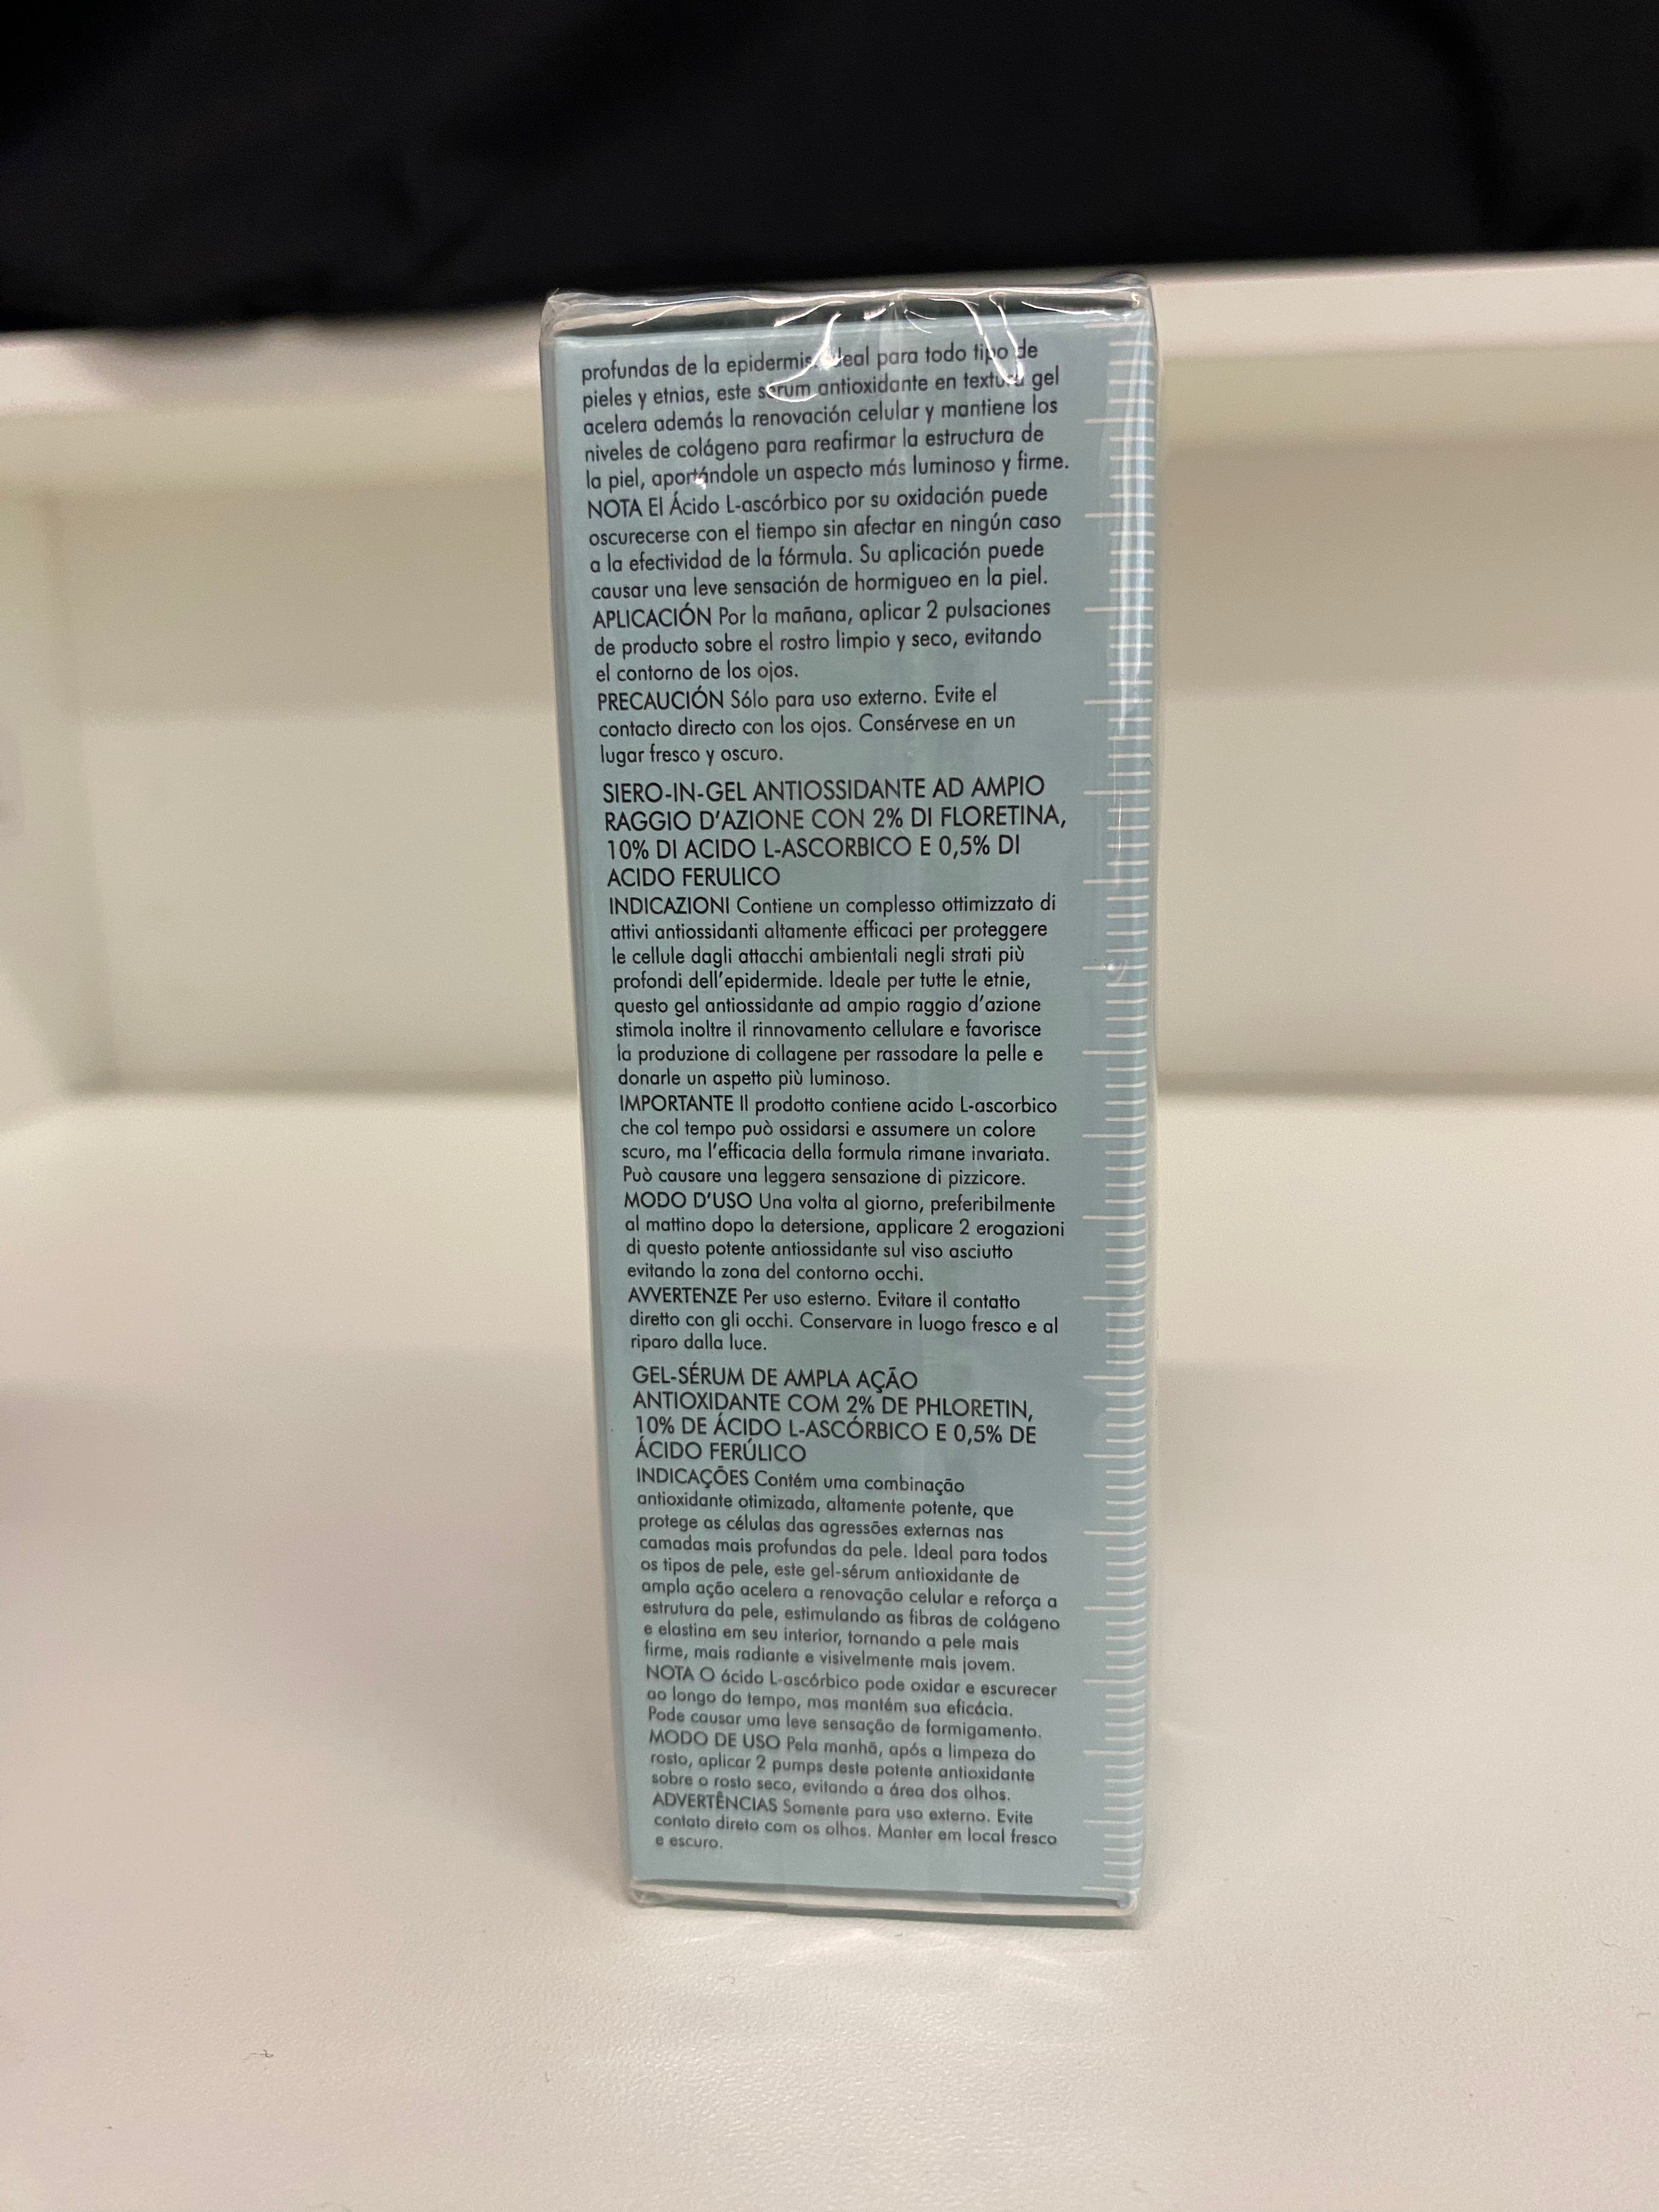 profundas de la epidermis. Ideal para todo tipo de
pieles y etnias, este serum antioxidante en textura gel
acelera además la renovación celular y mantiene los
niveles de colágeno para reafirmar la estructura de
la piel, aportándole un aspecto más luminoso y firme.
NOTA El Ácido L-ascórbico por su oxidación puede
oscurecerse con el tiempo sin afectar en ningún caso
a la efectividad de la fórmula. Su aplicación puede
causar una leve sensación de hormigueo en la piel.
APLICACIÓN Por la mañana, aplicar 2 pulsaciones
de producto sobre el rostro limpio y seco, evitando
el contorno de los ojos.
PRECAUCIÓN Sólo para uso externo. Evite el
contacto directo con los ojos. Consérvese en un
lugar fresco y oscuro.
SIERO-IN-GEL ANTIOSSIDANTE AD AMPIO
RAGGIO D'AZIONE CON 2% DI FLORETINA,
10% DI ACIDO L-ASCORBICO E 0,5% DI
ACIDO FERULICO
INDICAZIONI Contiene un complesso ottimizzato di
attivi antiossidanti altamente efficaci per proteggere
le cellule dagli attacchi ambientali negli strati più
profondi dell'epidermide. Ideale per tutte le etnie,
questo gel antiossidante ad ampio raggio d'azione
stimola inoltre il rinnovamento cellulare e favorisce
la produzione di collagene per rassodare la pelle e
donarle un aspetto più luminoso.
IMPORTANTE Il prodotto contiene acido L-ascorbico
che col tempo può ossidarsi e assumere un colore
scuro, ma l'efficacia della formula rimane invariata.
Può causare una leggera sensazione di pizzicore.
MODO D'USO Una volta al giorno, preferibilmente
al mattino dopo la detersione, applicare 2 erogazioni
di questo potente antiossidante sul viso asciutto
evitando la zona del contorno occhi.
AVVERTENZE Per uso esterno. Evitare il contatto
diretto con gli occhi. Conservare in luogo fresco e al
riparo dalla luce.
GEL-SÉRUM DE AMPLA AÇÃO
ANTIOXIDANTE COM 2% DE PHLORETIN,
10% DE ÁCIDO L-ASCÓRBICO E 0,5% DE
ÁCIDO FERÚLICO
INDICAÇÕES Contém uma combinação
antioxidante otimizada, altamente potente, que
protege as células das agressões externas nas
camadas mais profundas da pele. Ideal para todos
os tipos de pele, este gel-sérum antioxidante de
ampla ação acelera a renovação celular e reforça a
estrutura da pele, estimulando as fibras de colágeno
e elastina em seu interior, tornando a pele mais
firme, mais radiante e visivelmente mais jovem.
NOTA O ácido L-ascórbico pode oxidar e escurecer
ao longo do tempo, mas mantém sua eficácia.
Pode causar uma leve sensação de formigamento.
MODO DE USO Pela manhã, após a limpeza do
rosto, aplicar 2 pumps deste potente antioxidante
sobre o rosto seco, evitando a área dos olhos.
ADVERTÊNCIAS Somente para uso externo. Evite
contato direto com os olhos. Manter em local fresco
e escuro.